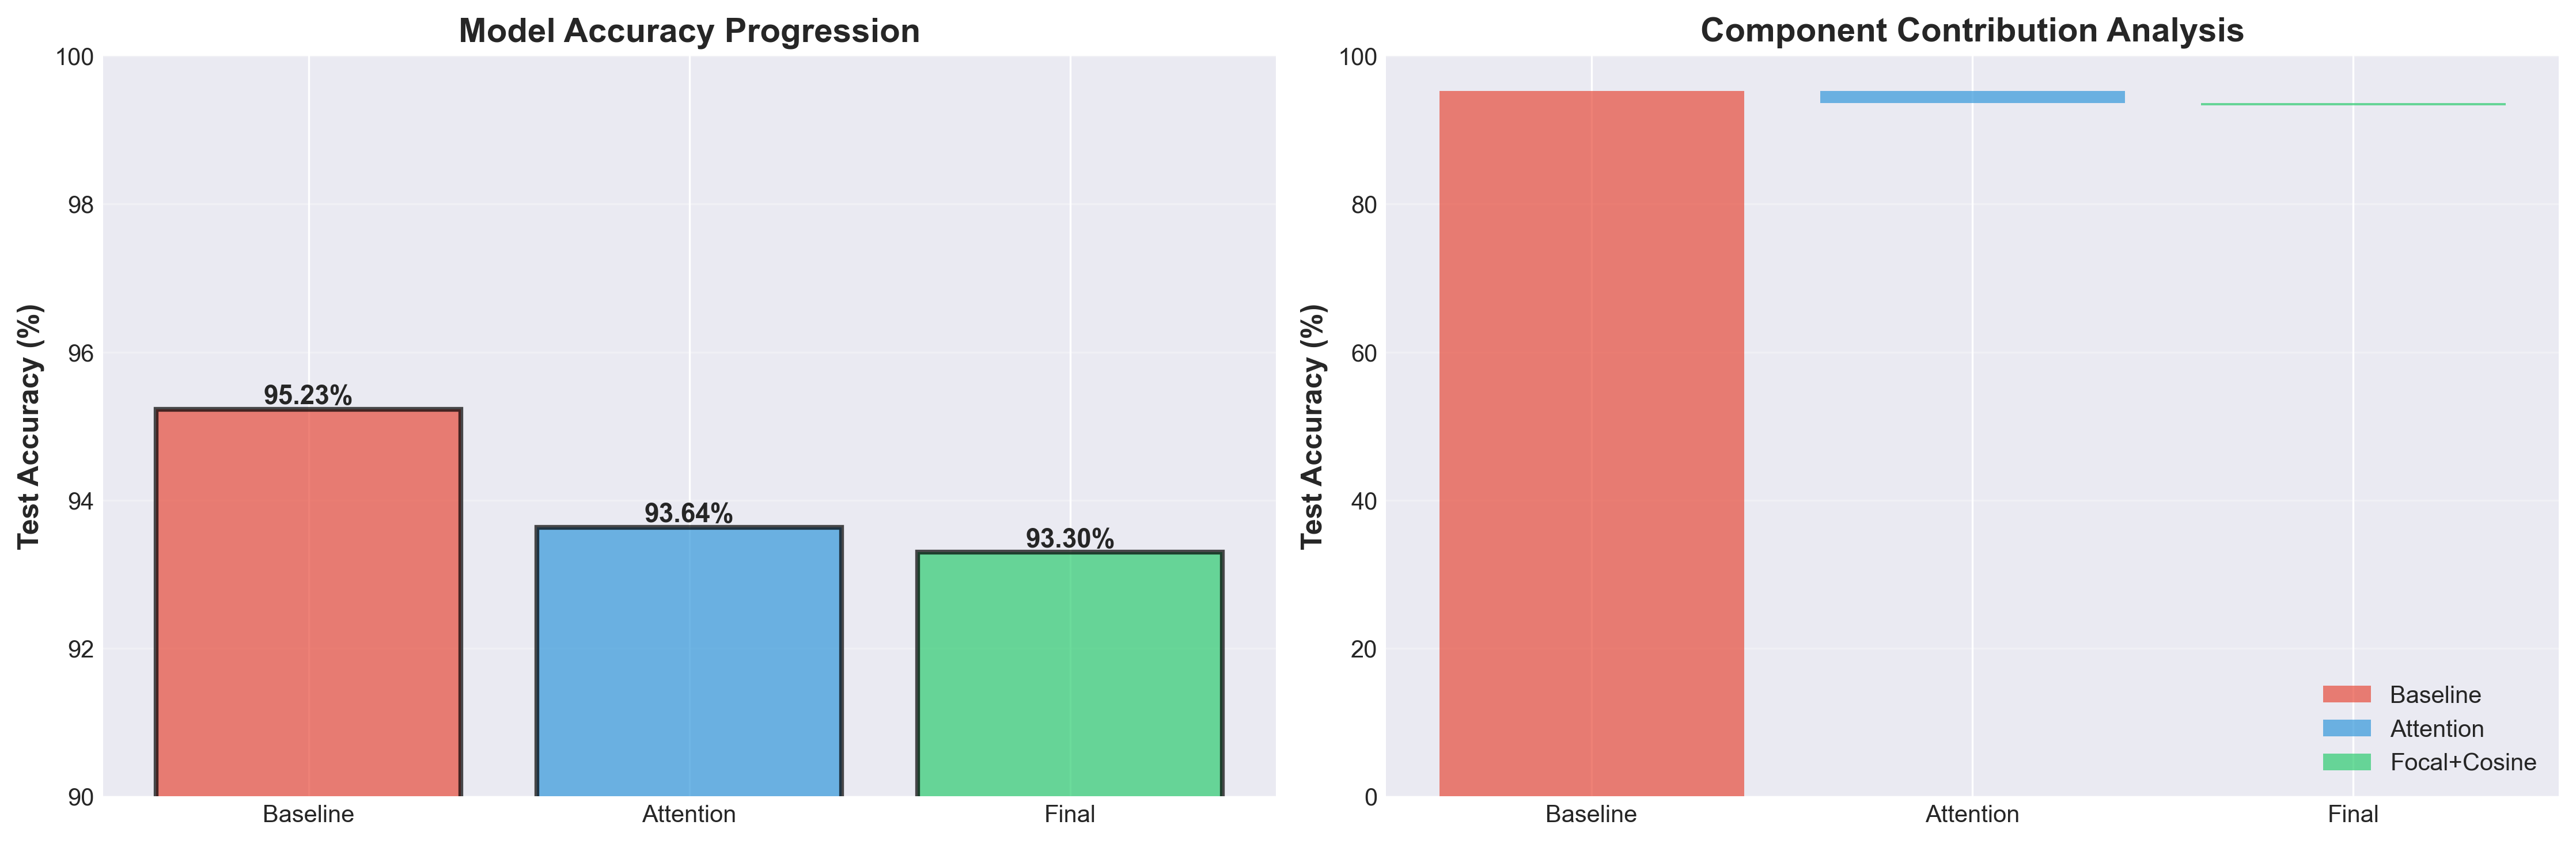 Model Accuracy Progression
Test Accuracy (%)
100
98
96
94
92
90
95.23%
93.64%
93.30%
Baseline
Attention
Final
Component Contribution Analysis
Test Accuracy (%)
100
80
60
40
20
0
Baseline
Attention
Focal+Cosine
Baseline
Attention
Final